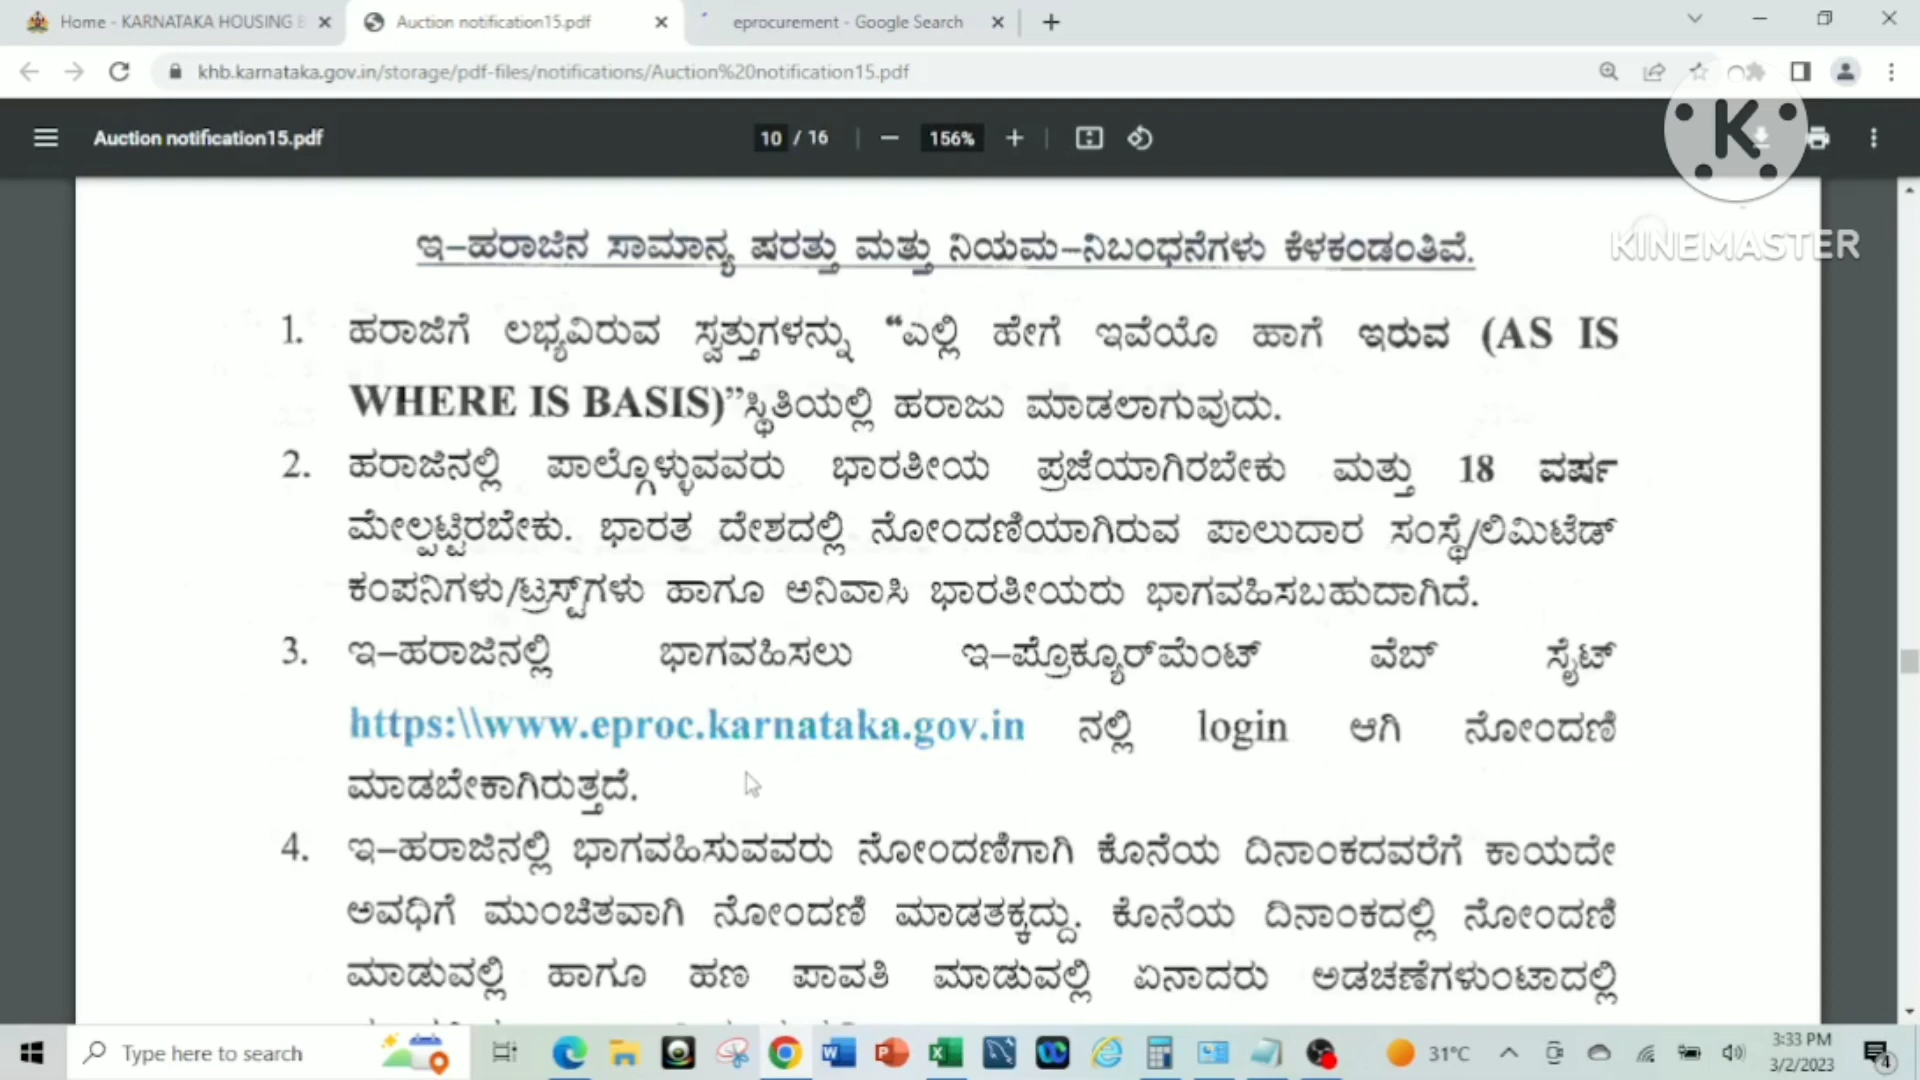 Home - KARNATAKA HOUSING B
Auction notification15.pdf
eprocurement - Google Search
khb.karnataka.gov.in/storage/pdf-files/notifications/Auction%20notification15.pdf
Auction notification15.pdf
10 / 16
156%
K
KINEMASTER
ಇ-ಹರಾಜಿನ ಸಾಮಾನ್ಯ ಷರತ್ತು ಮತ್ತು ನಿಯಮ-ನಿಬಂಧನೆಗಳು ಕೆಳಕಂಡಂತಿವೆ.
1. ಹರಾಜಿಗೆ ಲಭ್ಯವಿರುವ ಸ್ವತ್ತುಗಳನ್ನು “ಎಲ್ಲಿ ಹೇಗೆ ಇವೆಯೊ ಹಾಗೆ ಇರುವ (AS IS
WHERE IS BASIS)”ಸ್ಥಿತಿಯಲ್ಲಿ ಹರಾಜು ಮಾಡಲಾಗುವುದು.
2. ಹರಾಜಿನಲ್ಲಿ ಪಾಲ್ಗೊಳ್ಳುವವರು ಭಾರತೀಯ ಪ್ರಜೆಯಾಗಿರಬೇಕು ಮತ್ತು 18 ವರ್ಷ
ಮೇಲ್ಪಟ್ಟಿರಬೇಕು. ಭಾರತ ದೇಶದಲ್ಲಿ ನೋಂದಣಿಯಾಗಿರುವ ಪಾಲುದಾರ ಸಂಸ್ಥೆ/ಲಿಮಿಟೆಡ್
ಕಂಪನಿಗಳು/ಟ್ರಸ್ಟ್‌ಗಳು ಹಾಗೂ ಅನಿವಾಸಿ ಭಾರತೀಯರು ಭಾಗವಹಿಸಬಹುದಾಗಿದೆ.
3. ಇ-ಹರಾಜಿನಲ್ಲಿ ಭಾಗವಹಿಸಲು ಇ-ಪ್ರೊಕ್ಯೂರ್‌ಮೆಂಟ್ ವೆಬ್ ಸೈಟ್
https:\\www.eproc.karnataka.gov.in ನಲ್ಲಿ login ಆಗಿ ನೋಂದಣಿ
ಮಾಡಬೇಕಾಗಿರುತ್ತದೆ.
4. ಇ-ಹರಾಜಿನಲ್ಲಿ ಭಾಗವಹಿಸುವವರು ನೋಂದಣಿಗಾಗಿ ಕೊನೆಯ ದಿನಾಂಕದವರೆಗೆ ಕಾಯದೇ
ಅವಧಿಗೆ ಮುಂಚಿತವಾಗಿ ನೋಂದಣಿ ಮಾಡತಕ್ಕದ್ದು. ಕೊನೆಯ ದಿನಾಂಕದಲ್ಲಿ ನೋಂದಣಿ
ಮಾಡುವಲ್ಲಿ ಹಾಗೂ ಹಣ ಪಾವತಿ ಮಾಡುವಲ್ಲಿ ಏನಾದರು ಅಡಚಣೆಗಳುಂಟಾದಲ್ಲಿ
Type here to search
31°C
3:33 PM
3/2/2023
4